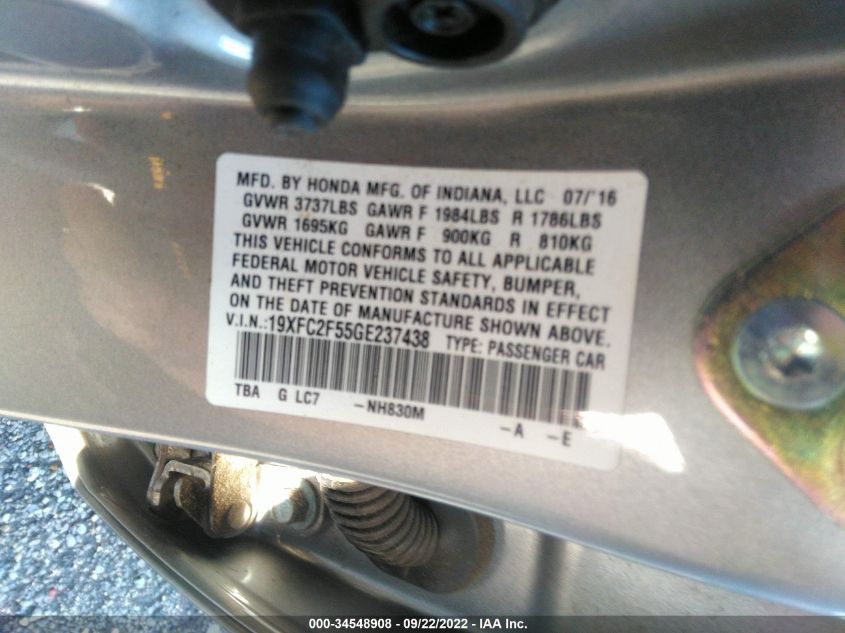 MFD. BY HONDA MFG. OF INDIANA, LLC 07/'16
GVWR 3737LBS GAWR F 1984LBS R 1786LBS
GVWR 1695KG GAWR F 900KG R 810KG
THIS VEHICLE CONFORMS TO ALL APPLICABLE
FEDERAL MOTOR VEHICLE SAFETY, BUMPER,
AND THEFT PREVENTION STANDARDS IN EFFECT
ON THE DATE OF MANUFACTURE SHOWN ABOVE.
V.I.N.:19XFC2F55GE237438 TYPE: PASSENGER CAR
TBA G LC7 -NH830M -A -E
000-34548908 - 09/22/2022 - IAA Inc.